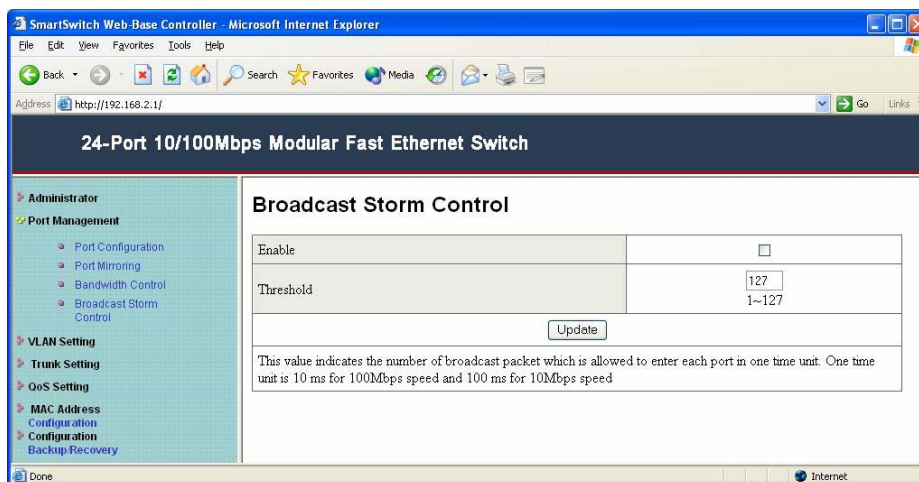 SmartSwitch Web-Base Controller - Microsoft Internet Explorer
File Edit View Favorites Tools Help
Back Search Favorites Media
Address http://192.168.2.1/ Go Links
24-Port 10/100Mbps Modular Fast Ethernet Switch
Administrator
Port Management
Port Configuration
Port Mirroring
Bandwidth Control
Broadcast Storm
Control
VLAN Setting
Trunk Setting
QoS Setting
MAC Address
Configuration
Configuration
Backup/Recovery
Broadcast Storm Control
Enable
Threshold
127
1~127
Update
This value indicates the number of broadcast packet which is allowed to enter each port in one time unit. One time
unit is 10 ms for 100Mbps speed and 100 ms for 10Mbps speed
Done Internet